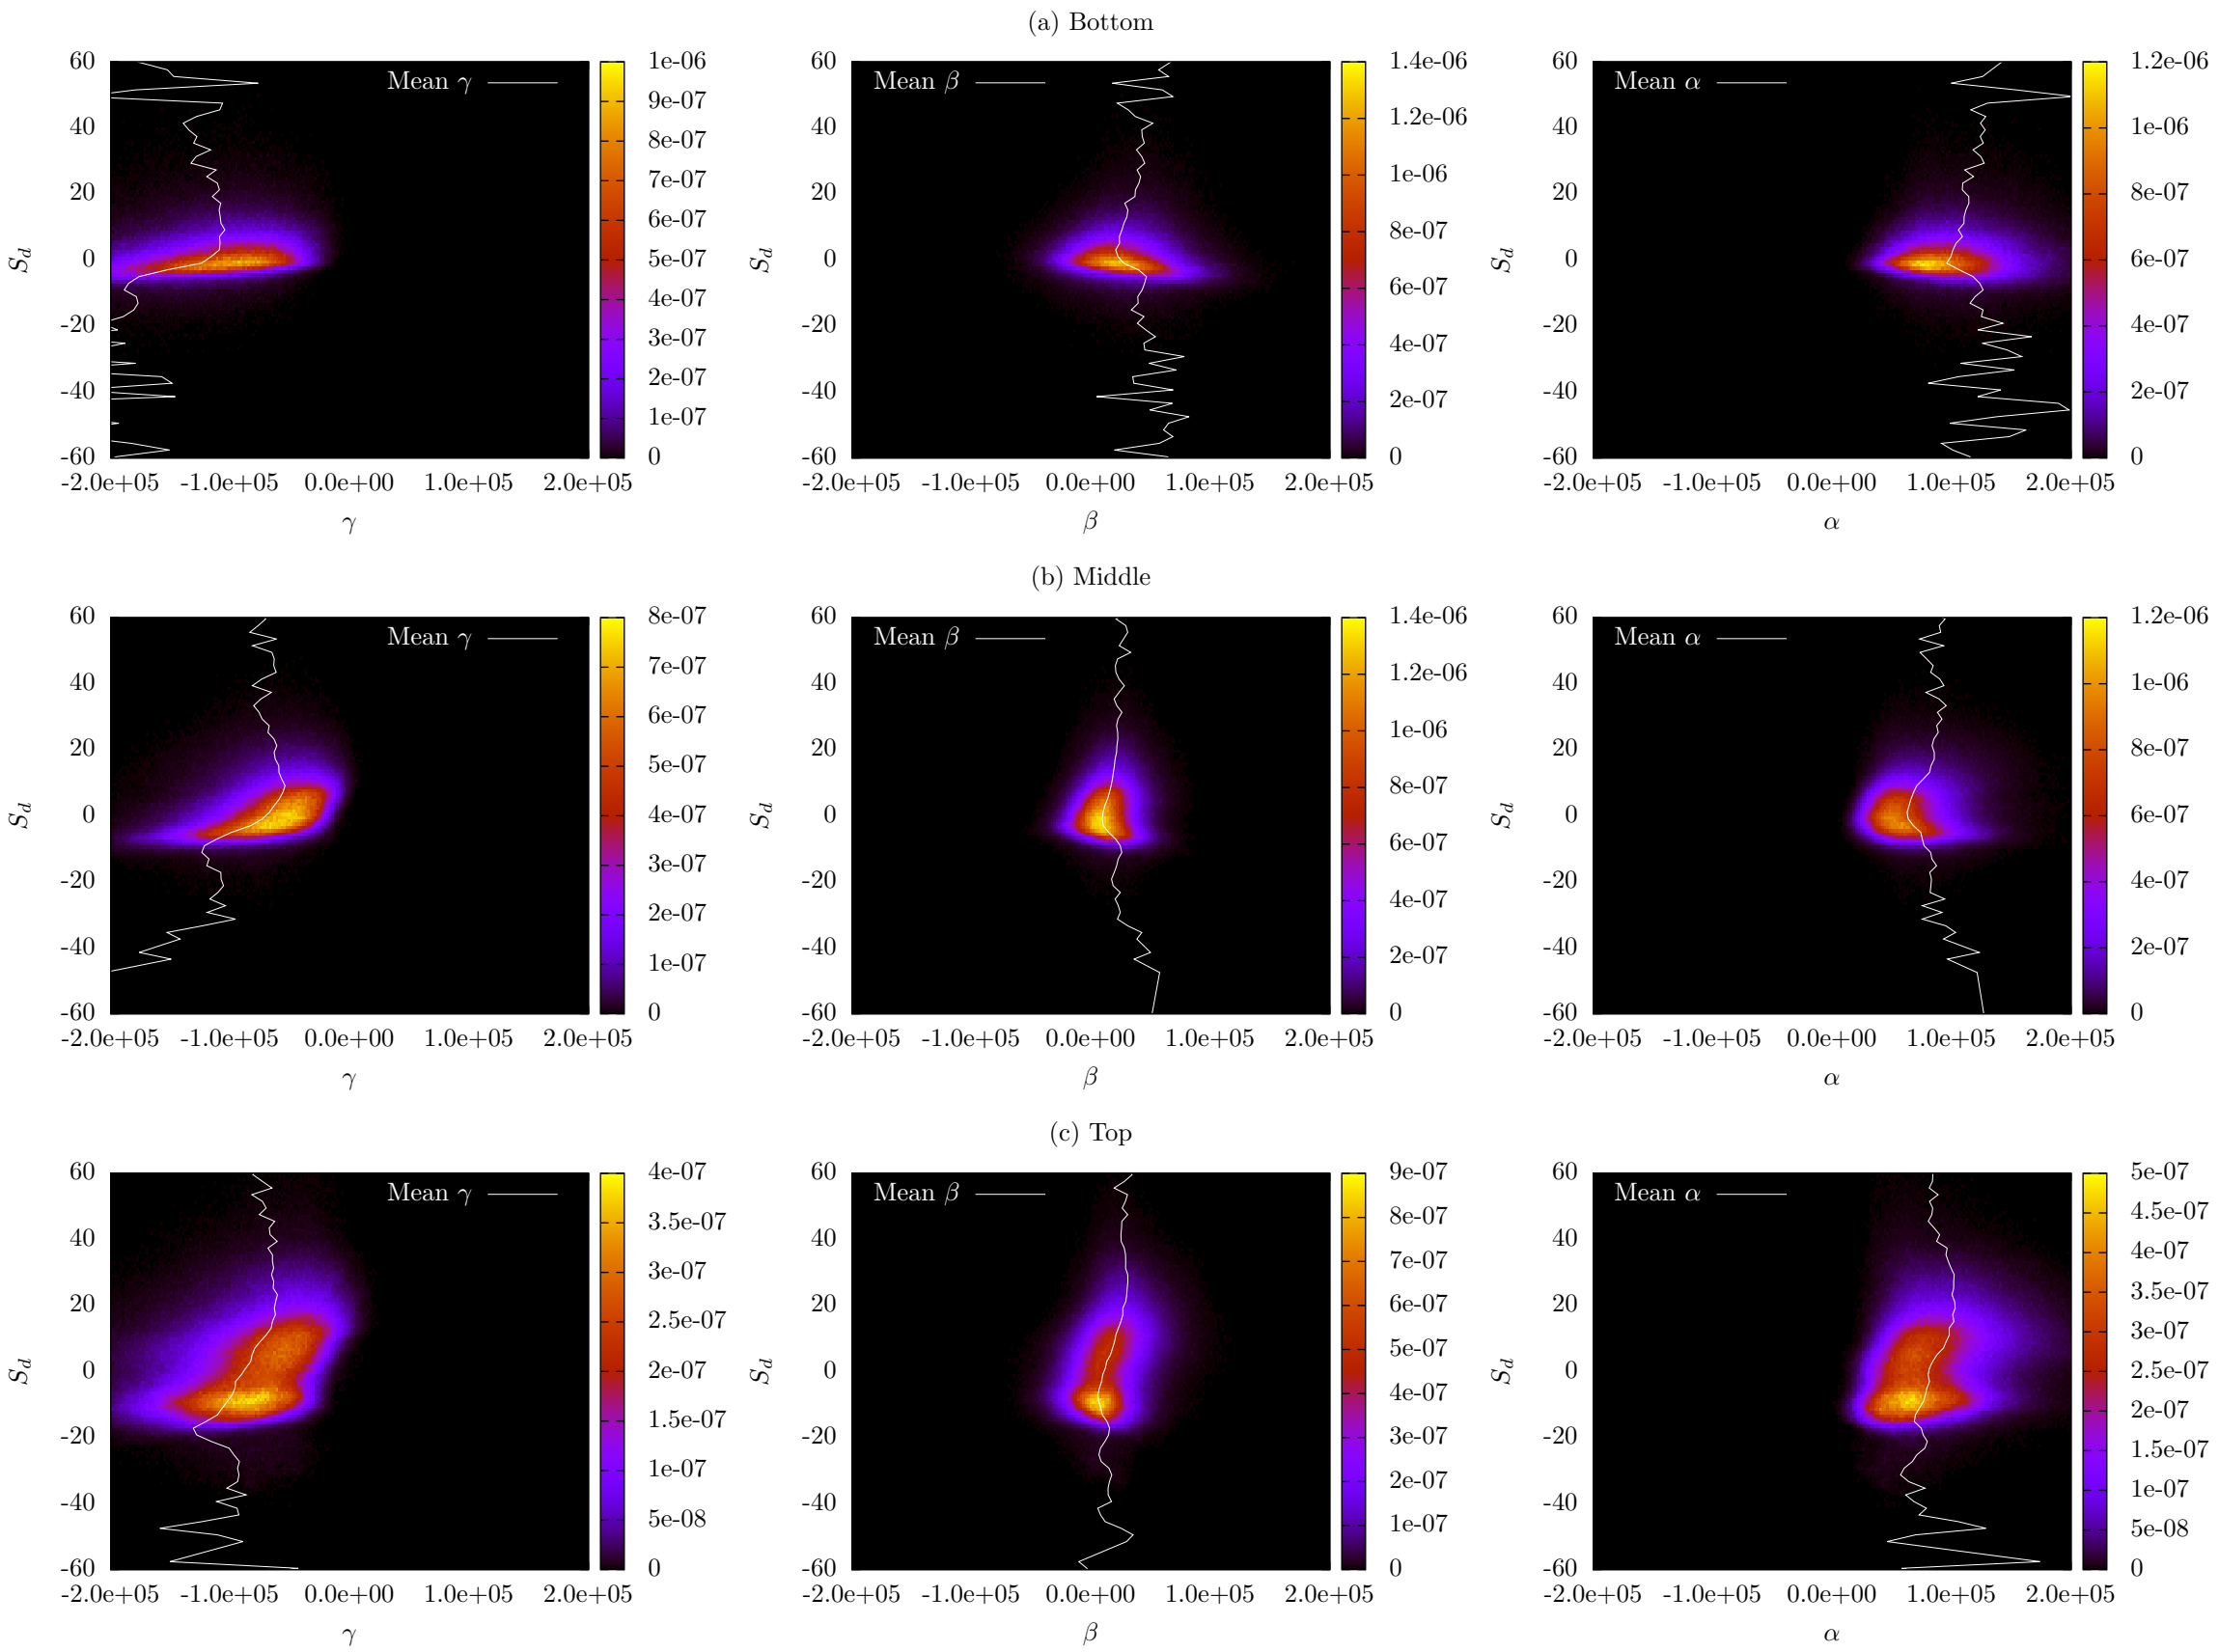 (a) Bottom
60 40 20 0 -20 -40 -60
S_d
Mean γ
-2.0e+05 -1.0e+05 0.0e+00 1.0e+05 2.0e+05
γ
1e-06 9e-07 8e-07 7e-07 6e-07 5e-07 4e-07 3e-07 2e-07 1e-07 0
60 40 20 0 -20 -40 -60
S_d
Mean β
-2.0e+05 -1.0e+05 0.0e+00 1.0e+05 2.0e+05
β
1.4e-06 1.2e-06 1e-06 8e-07 6e-07 4e-07 2e-07 0
60 40 20 0 -20 -40 -60
S_d
Mean α
-2.0e+05 -1.0e+05 0.0e+00 1.0e+05 2.0e+05
α
1.2e-06 1e-06 8e-07 6e-07 4e-07 2e-07 0
(b) Middle
60 40 20 0 -20 -40 -60
S_d
Mean γ
-2.0e+05 -1.0e+05 0.0e+00 1.0e+05 2.0e+05
γ
8e-07 7e-07 6e-07 5e-07 4e-07 3e-07 2e-07 1e-07 0
60 40 20 0 -20 -40 -60
S_d
Mean β
-2.0e+05 -1.0e+05 0.0e+00 1.0e+05 2.0e+05
β
1.4e-06 1.2e-06 1e-06 8e-07 6e-07 4e-07 2e-07 0
60 40 20 0 -20 -40 -60
S_d
Mean α
-2.0e+05 -1.0e+05 0.0e+00 1.0e+05 2.0e+05
α
1.2e-06 1e-06 8e-07 6e-07 4e-07 2e-07 0
(c) Top
60 40 20 0 -20 -40 -60
S_d
Mean γ
-2.0e+05 -1.0e+05 0.0e+00 1.0e+05 2.0e+05
γ
4e-07 3.5e-07 3e-07 2.5e-07 2e-07 1.5e-07 1e-07 5e-08 0
60 40 20 0 -20 -40 -60
S_d
Mean β
-2.0e+05 -1.0e+05 0.0e+00 1.0e+05 2.0e+05
β
9e-07 8e-07 7e-07 6e-07 5e-07 4e-07 3e-07 2e-07 1e-07 0
60 40 20 0 -20 -40 -60
S_d
Mean α
-2.0e+05 -1.0e+05 0.0e+00 1.0e+05 2.0e+05
α
5e-07 4.5e-07 4e-07 3.5e-07 3e-07 2.5e-07 2e-07 1.5e-07 1e-07 5e-08 0